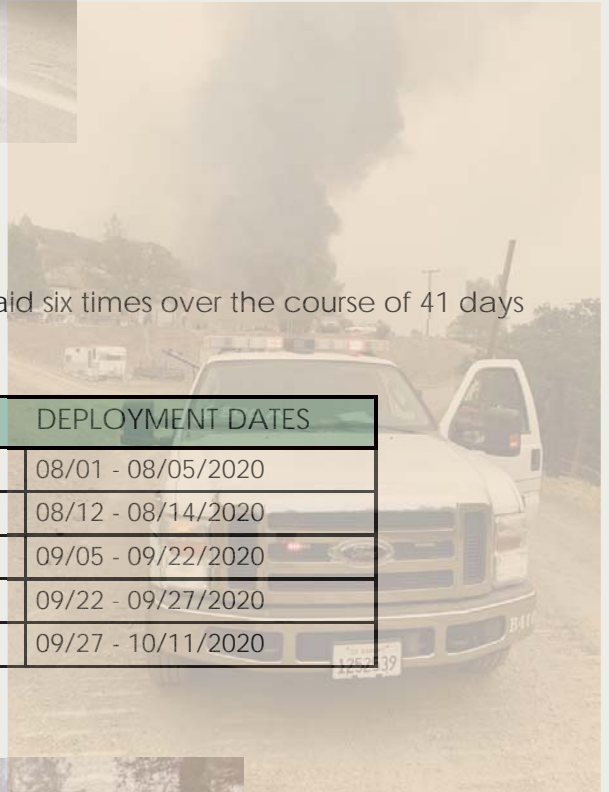 aid six times over the course of 41 days
DEPLOYMENT DATES
08/01 - 08/05/2020
08/12 - 08/14/2020
09/05 - 09/22/2020
09/22 - 09/27/2020
09/27 - 10/11/2020